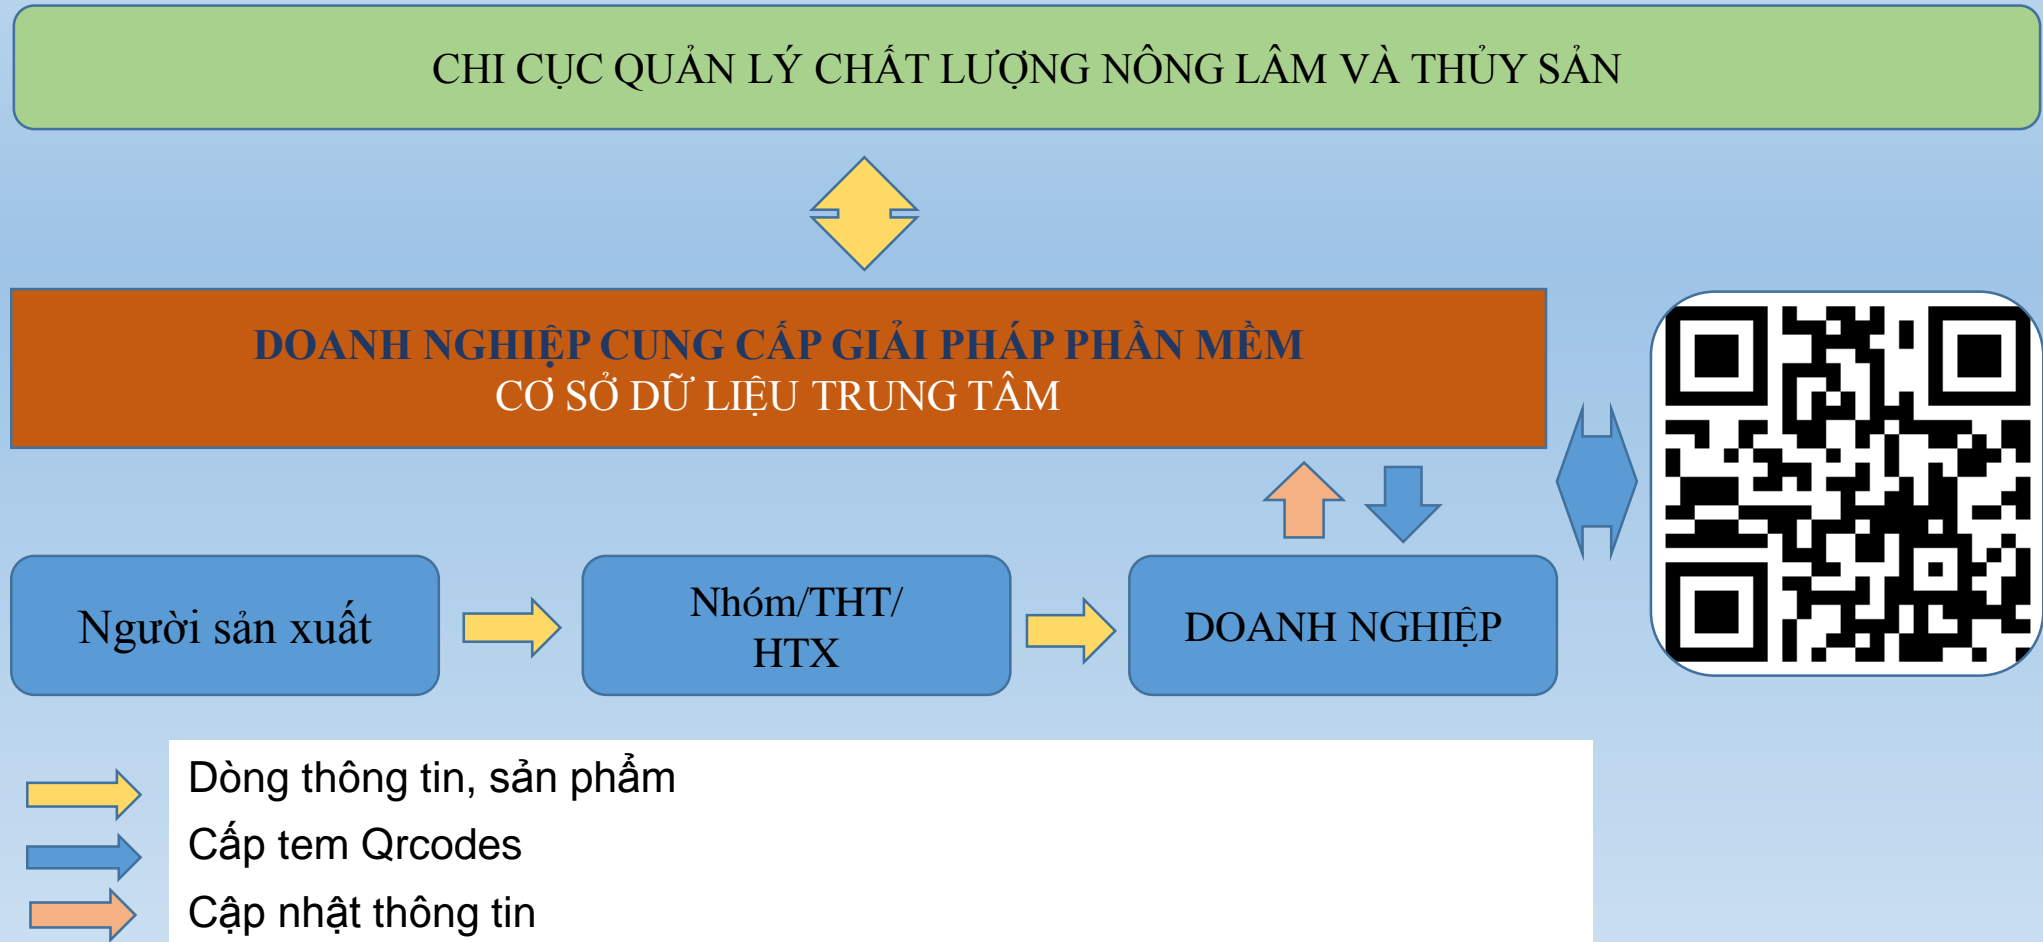 CHI CỤC QUẢN LÝ CHẤT LƯỢNG NÔNG LÂM VÀ THỦY SẢN
DOANH NGHIỆP CUNG CẤP GIẢI PHÁP PHẦN MỀM
CƠ SỞ DỮ LIỆU TRUNG TÂM
Người sản xuất
Nhóm/THT/
HTX
DOANH NGHIỆP
Dòng thông tin, sản phẩm
Cấp tem Qrcodes
Cập nhật thông tin